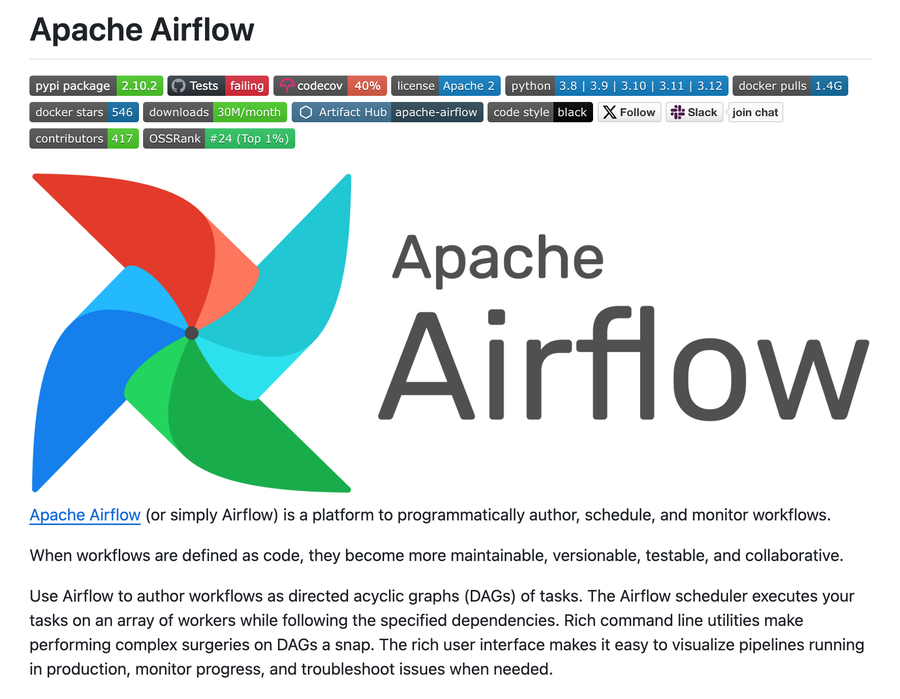 Apache Airflow
pypi package 2.10.2 Tests failing codecov 40% license Apache 2 python 3.8 | 3.9 | 3.10 | 3.11 | 3.12 docker pulls 1.4G
docker stars 546 downloads 30M/month Artifact Hub apache-airflow code style black Follow Slack join chat
contributors 417 OSSRank #24 (Top 1%)
Apache
Airflow
Apache Airflow (or simply Airflow) is a platform to programmatically author, schedule, and monitor workflows.
When workflows are defined as code, they become more maintainable, versionable, testable, and collaborative.
Use Airflow to author workflows as directed acyclic graphs (DAGs) of tasks. The Airflow scheduler executes your
tasks on an array of workers while following the specified dependencies. Rich command line utilities make
performing complex surgeries on DAGs a snap. The rich user interface makes it easy to visualize pipelines running
in production, monitor progress, and troubleshoot issues when needed.